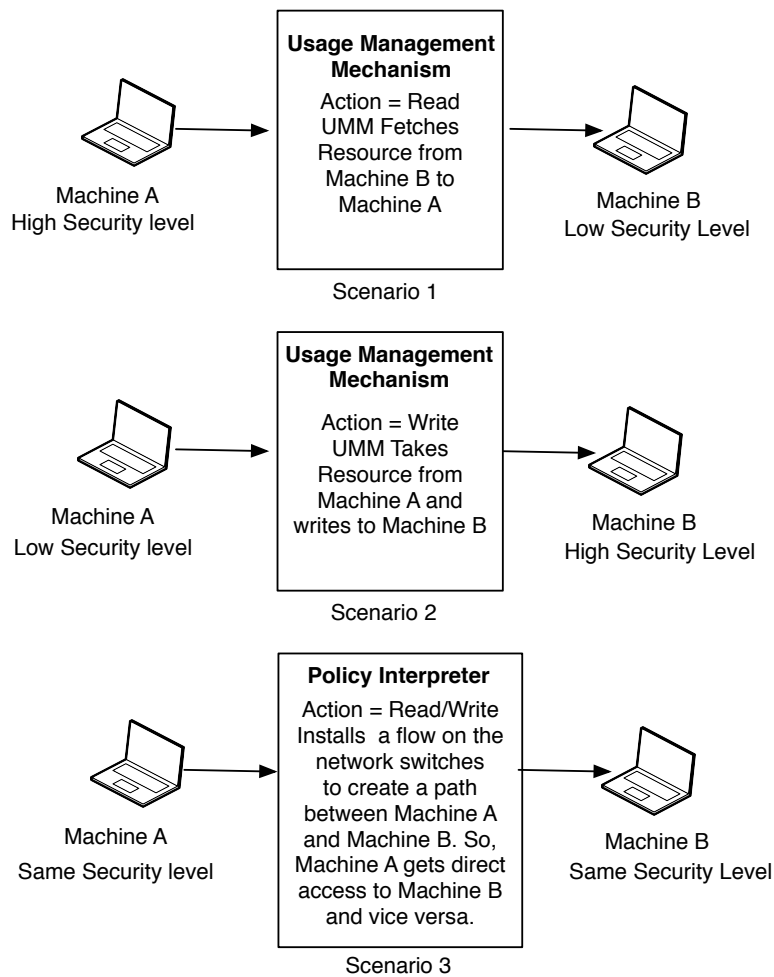 Usage Management
Mechanism
Action = Read
UMM Fetches
Resource from
Machine B to
Machine A
Machine A
High Security level
Machine B
Low Security Level
Scenario 1
Usage Management
Mechanism
Action = Write
UMM Takes
Resource from
Machine A and
writes to Machine B
Machine A
Low Security level
Machine B
High Security Level
Scenario 2
Policy Interpreter
Action = Read/Write
Installs a flow on the
network switches
to create a path
between Machine A
and Machine B. So,
Machine A gets direct
access to Machine B
and vice versa.
Machine A
Same Security level
Machine B
Same Security Level
Scenario 3